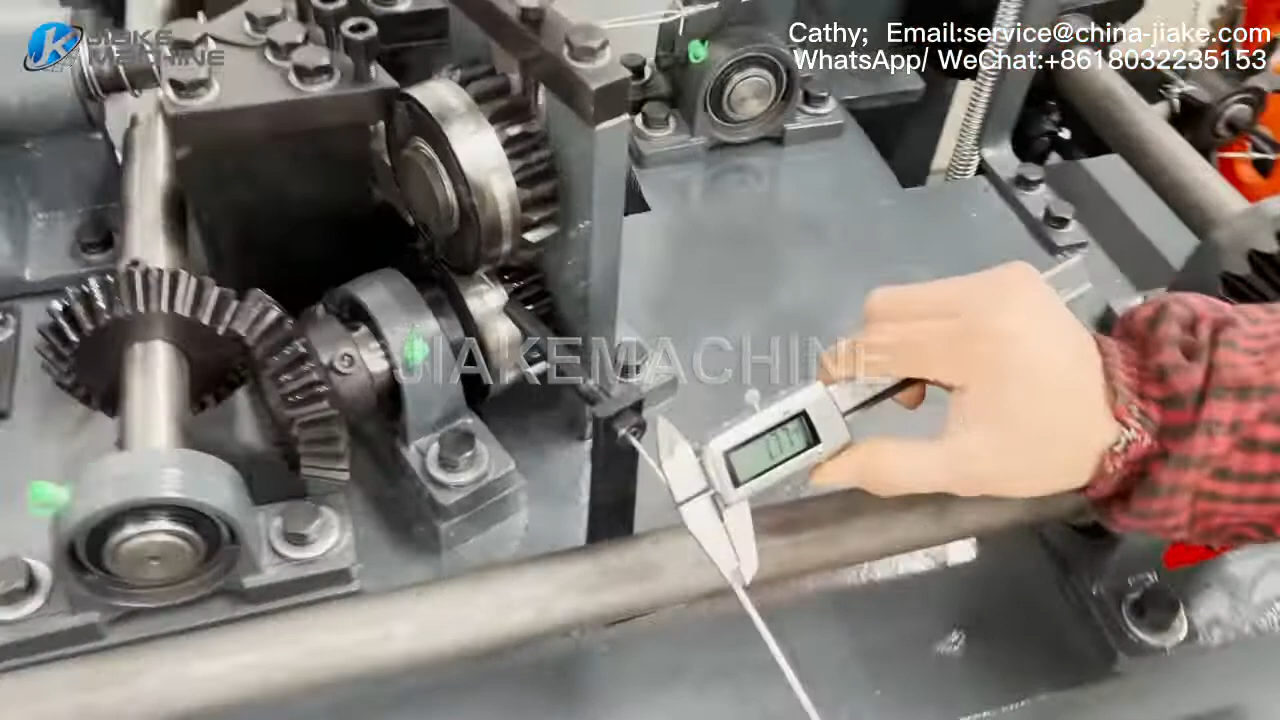 JIAKE
MACHINE
Cathy; Email:service@china-jiake.com
WhatsApp/ WeChat:+8618032235153
JIAKEMACHINE